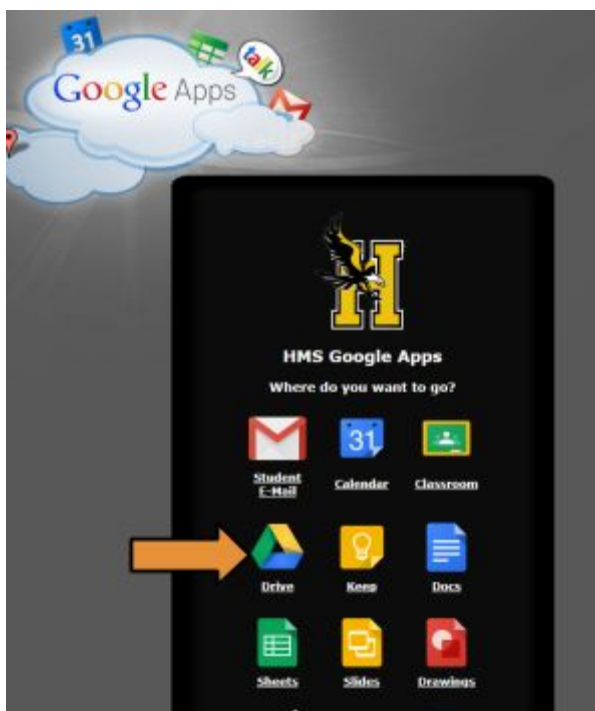 31
talk
Google Apps
H
HMS Google Apps
Where do you want to go?
31
Student
E-Mail
Calendar
Classroom
Drive
Keep
Docs
Sheets
Slides
Drawings